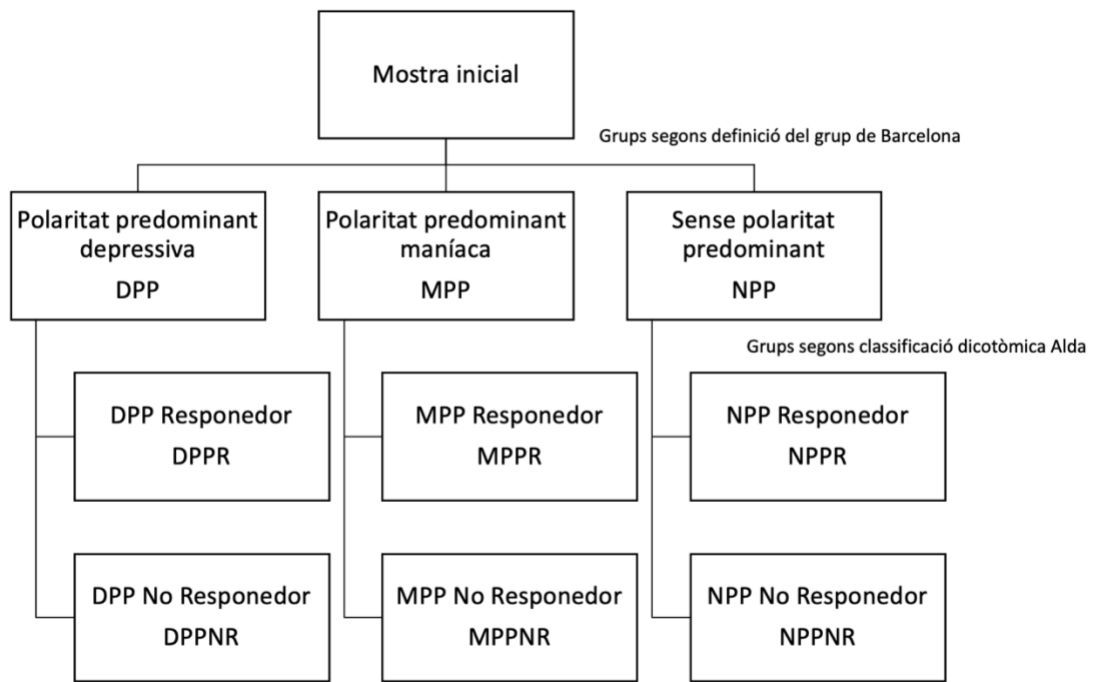 Mostra inicial
Grups segons definició del grup de Barcelona
Polaritat predominant
depressiva
DPP
Polaritat predominant
maníaca
MPP
Sense polaritat
predominant
NPP
Grups segons classificació dicotòmica Alda
DPP Responedor
DPPR
MPP Responedor
MPPR
NPP Responedor
NPPR
DPP No Responedor
DPPNR
MPP No Responedor
MPPNR
NPP No Responedor
NPPNR